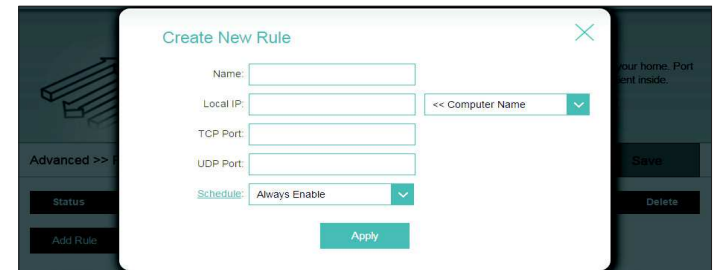 Create New Rule
your home. Port
ent inside.
Name:
Local IP:
<< Computer Name
TCP Port:
UDP Port:
Advanced >>
Save
Schedule:
Always Enable
Status
Delete
Add Rule
Apply